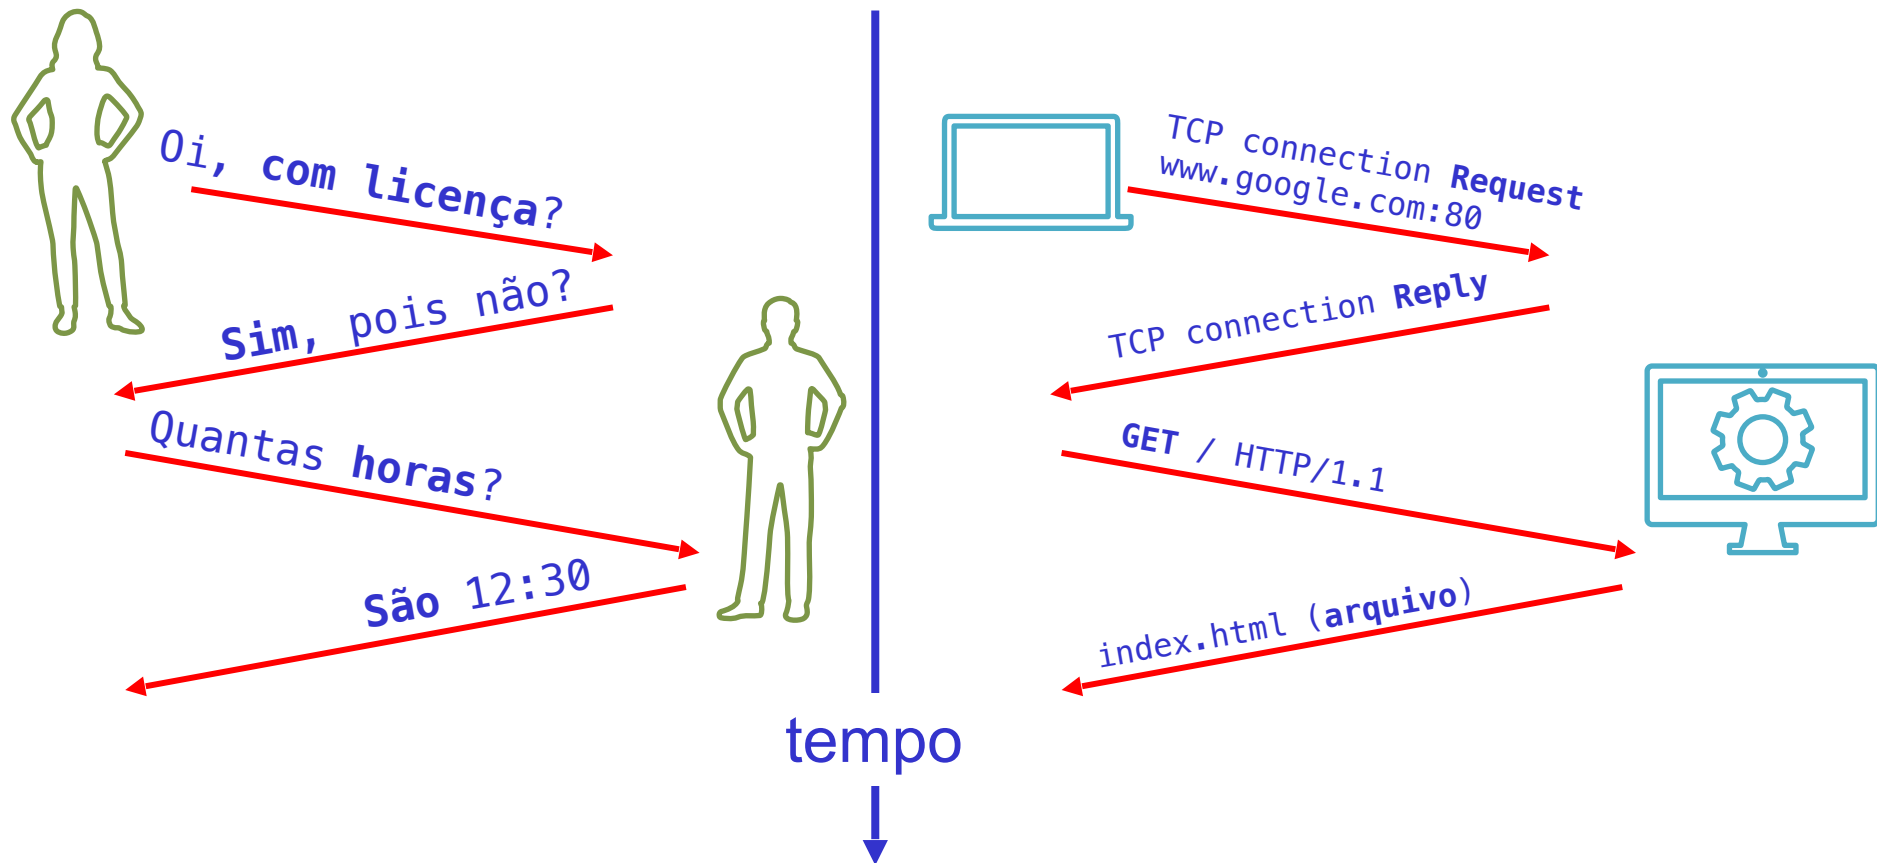 Oi, com licença?
Sim, pois não?
Quantas horas?
São 12:30
TCP connection Request
www.google.com:80
TCP connection Reply
GET / HTTP/1.1
index.html (arquivo)
tempo